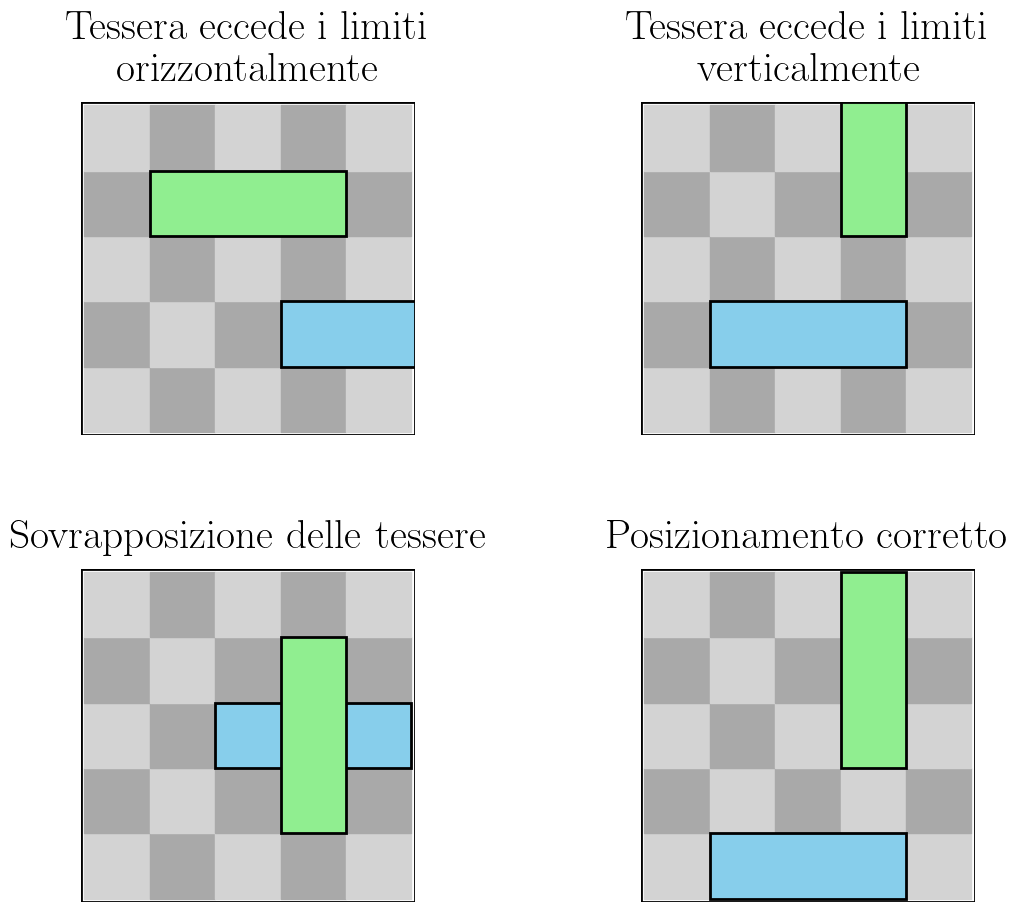 Tessera eccede i limiti
orizzontalmente
Tessera eccede i limiti
verticalmente
Sovrapposizione delle tessere
Posizionamento corretto